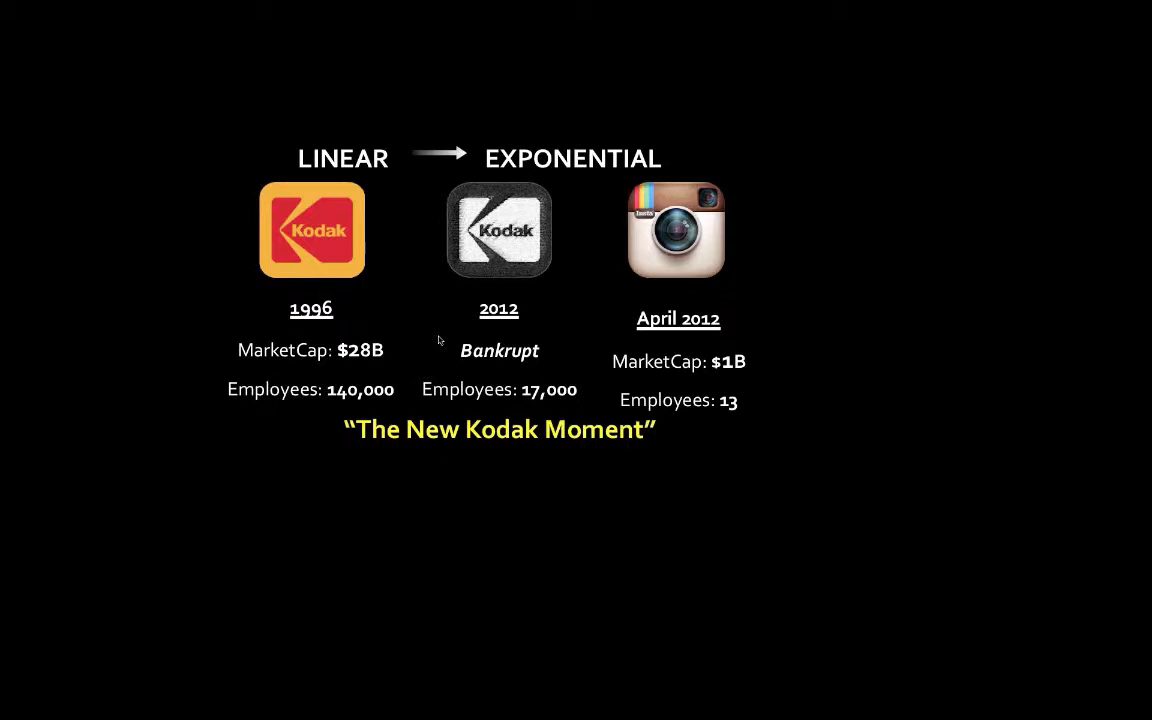 LINEAR EXPONENTIAL
Kodak Kodak
1996 2012 April 2012
MarketCap: $28B Bankrupt MarketCap: $1B
Employees: 140,000 Employees: 17,000 Employees: 13
“The New Kodak Moment”